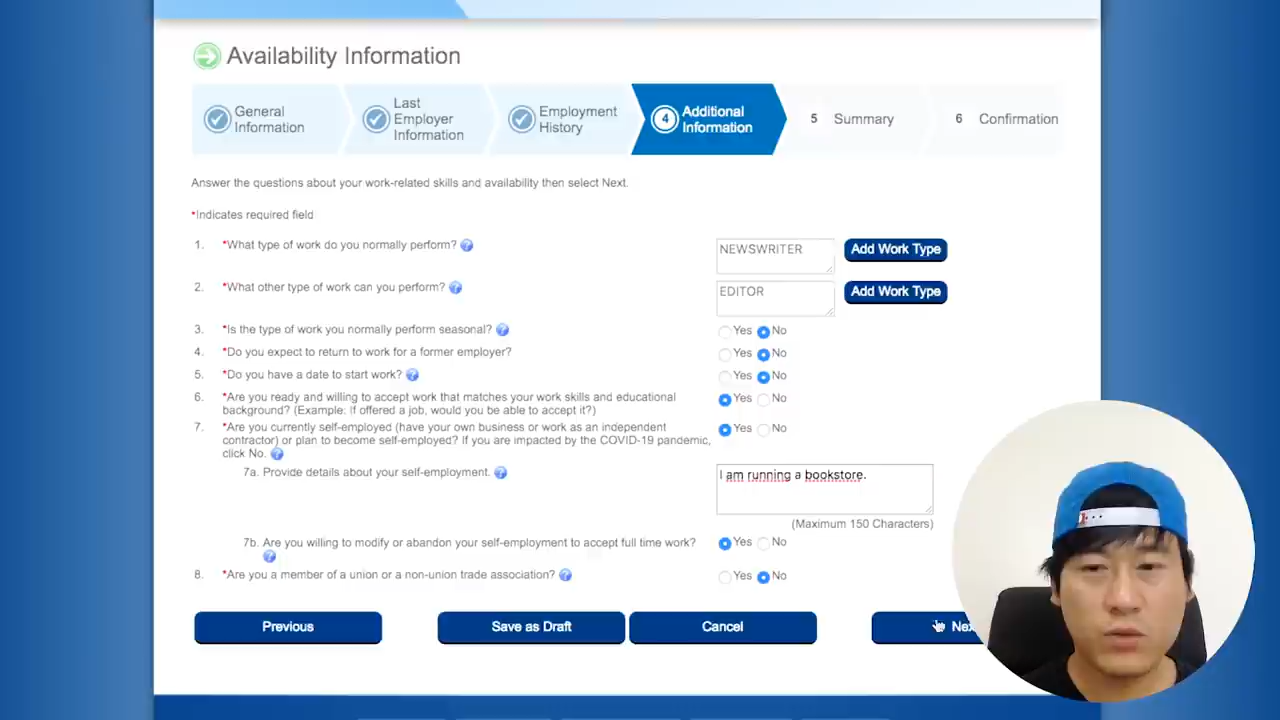 Availability Information
General Information
Last Employer Information
Employment History
4 Additional Information
5 Summary
6 Confirmation
Answer the questions about your work-related skills and availability then select Next.
*Indicates required field
1. *What type of work do you normally perform? ? NEWSWRITER Add Work Type
2. *What other type of work can you perform? ? EDITOR Add Work Type
3. *Is the type of work you normally perform seasonal? ? Yes No
4. *Do you expect to return to work for a former employer? Yes No
5. *Do you have a date to start work? ? Yes No
6. *Are you ready and willing to accept work that matches your work skills and educational Yes No
background? (Example: If offered a job, would you be able to accept it?)
7. *Are you currently self-employed (have your own business or work as an independent Yes No
contractor) or plan to become self-employed? If you are impacted by the COVID-19 pandemic,
click No. ?
7a. Provide details about your self-employment. ? I am running a bookstore.
(Maximum 150 Characters)
7b. Are you willing to modify or abandon your self-employment to accept full time work? Yes No
?
8. *Are you a member of a union or a non-union trade association? ? Yes No
Previous Save as Draft Cancel